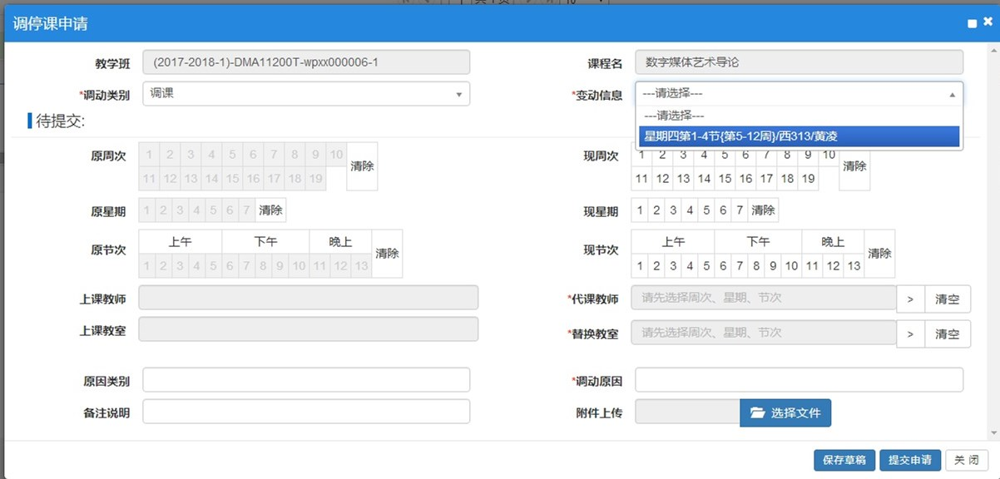 调停课申请
教学班 (2017-2018-1)-DMA11200T-wpxx000006-1 课程名 数字媒体艺术导论
*调动类别 调课 *变动信息 ---请选择---
---请选择---
星期四第1-4节{第5-12周}/西313/黄凌
待提交:
原周次 1 2 3 4 5 6 7 8 9 10 清除 现周次 1 2 3 4 5 6 7 8 9 10 清除
11 12 13 14 15 16 17 18 19 11 12 13 14 15 16 17 18 19
原星期 1 2 3 4 5 6 7 清除 现星期 1 2 3 4 5 6 7 清除
原节次 上午 下午 晚上 清除 现节次 上午 下午 晚上 清除
1 2 3 4 5 6 7 8 9 10 11 12 13 1 2 3 4 5 6 7 8 9 10 11 12 13
上课教师 *代课教师 请先选择周次、星期、节次 > 清空
上课教室 *替换教室 请先选择周次、星期、节次 > 清空
原因类别 *调动原因
备注说明 附件上传 选择文件
保存草稿 提交申请 关 闭